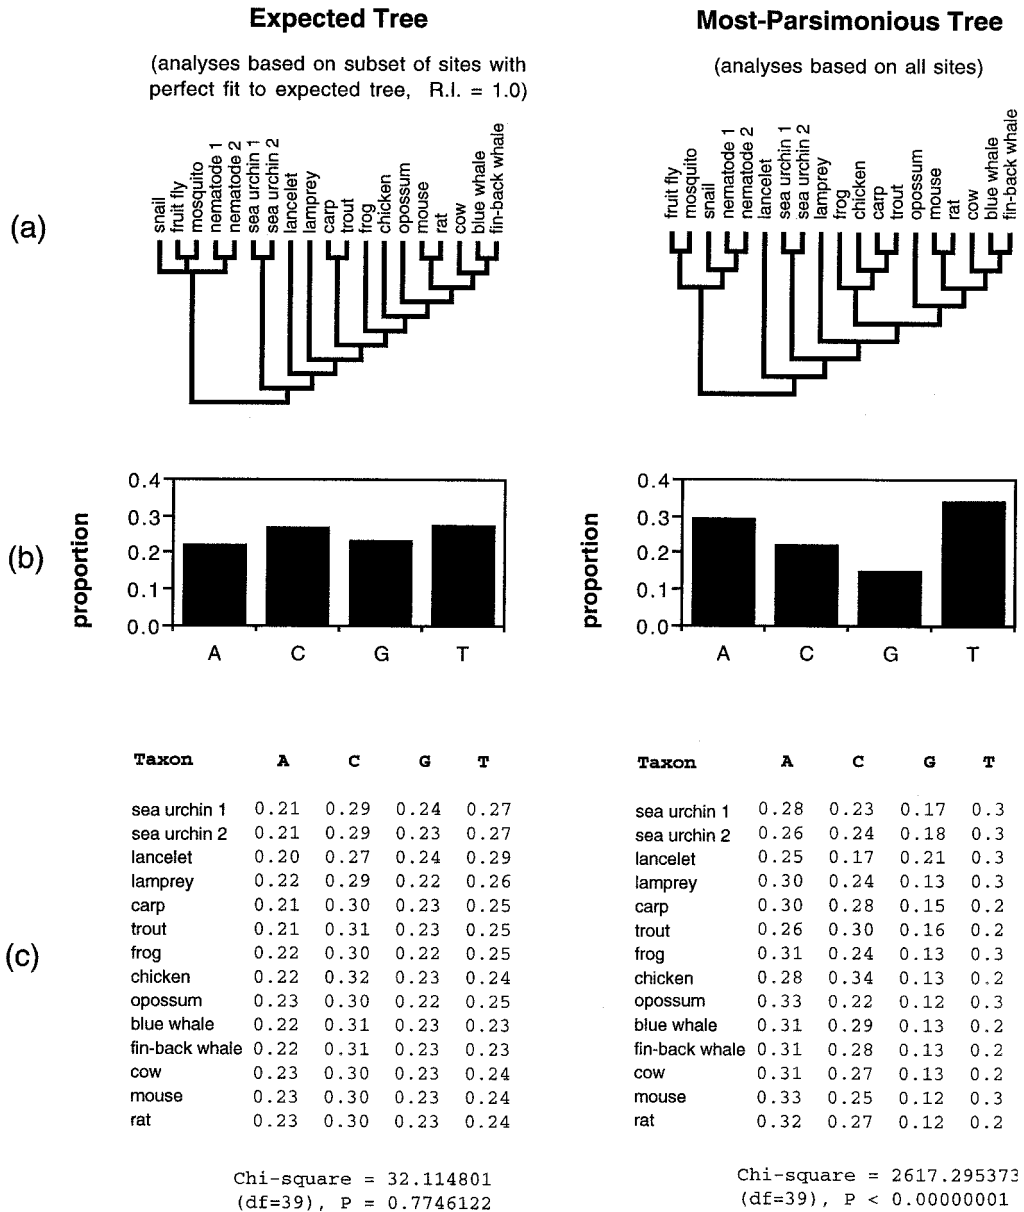 Expected Tree
(analyses based on subset of sites with
perfect fit to expected tree, R.I. = 1.0)
Most-Parsimonious Tree
(analyses based on all sites)
(a)
snail
fruit fly
mosquito
nematode 1
nematode 2
sea urchin 1
sea urchin 2
lancelet
lamprey
carp
trout
frog
chicken
opossum
mouse
rat
cow
blue whale
fin-back whale
fruit fly
mosquito
snail
nematode 1
nematode 2
lancelet
sea urchin 1
sea urchin 2
lamprey
frog
chicken
carp
trout
opossum
mouse
rat
cow
blue whale
fin-back whale
(b)
proportion
0.4
0.3
0.2
0.1
0.0
A C G T
proportion
0.4
0.3
0.2
0.1
0.0
A C G T
(c)
Taxon A C G T
sea urchin 1 0.21 0.29 0.24 0.27
sea urchin 2 0.21 0.29 0.23 0.27
lancelet 0.20 0.27 0.24 0.29
lamprey 0.22 0.29 0.22 0.26
carp 0.21 0.30 0.23 0.25
trout 0.21 0.31 0.23 0.25
frog 0.22 0.30 0.22 0.25
chicken 0.22 0.32 0.23 0.24
opossum 0.23 0.30 0.22 0.25
blue whale 0.22 0.31 0.23 0.23
fin-back whale 0.22 0.31 0.23 0.23
cow 0.23 0.30 0.23 0.24
mouse 0.23 0.30 0.23 0.24
rat 0.23 0.30 0.23 0.24
Chi-square = 32.114801
(df=39), P = 0.7746122
Taxon A C G T
sea urchin 1 0.28 0.23 0.17 0.3
sea urchin 2 0.26 0.24 0.18 0.3
lancelet 0.25 0.17 0.21 0.3
lamprey 0.30 0.24 0.13 0.3
carp 0.30 0.28 0.15 0.2
trout 0.26 0.30 0.16 0.2
frog 0.31 0.24 0.13 0.3
chicken 0.28 0.34 0.13 0.2
opossum 0.33 0.22 0.12 0.3
blue whale 0.31 0.29 0.13 0.2
fin-back whale 0.31 0.28 0.13 0.2
cow 0.31 0.27 0.13 0.2
mouse 0.33 0.25 0.12 0.3
rat 0.32 0.27 0.12 0.2
Chi-square = 2617.295373
(df=39), P < 0.00000001